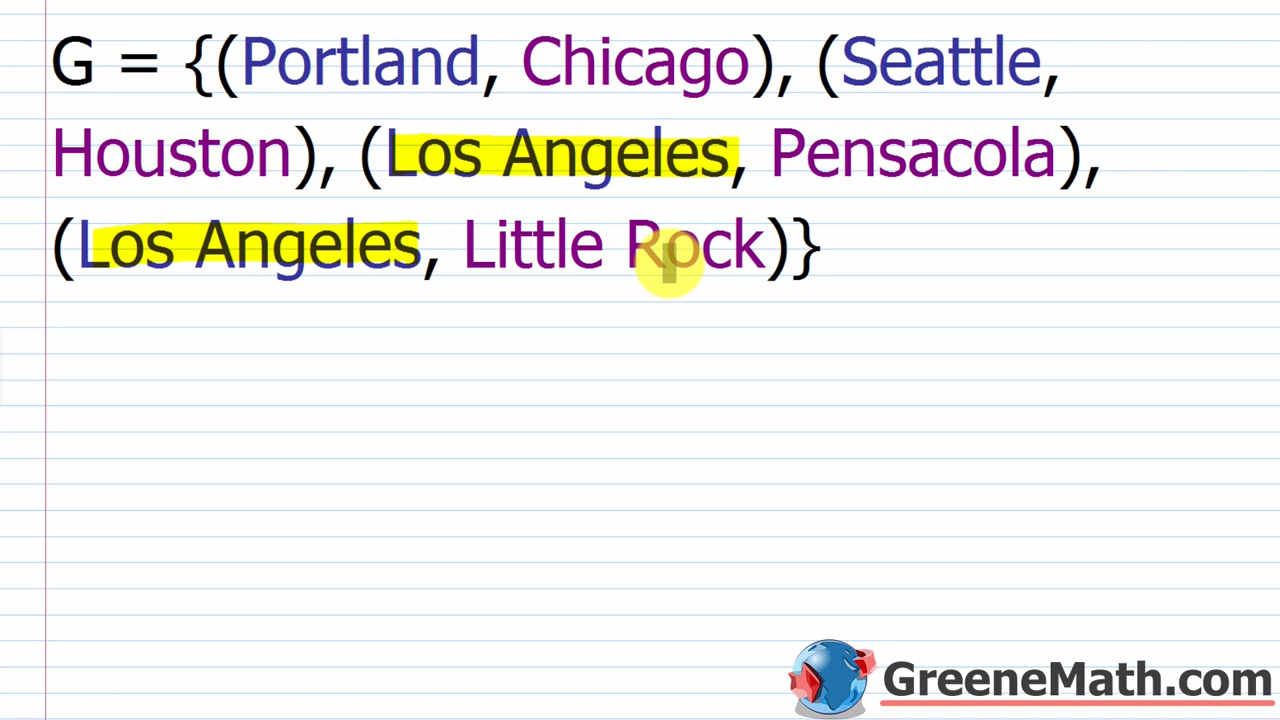 G = {(Portland, Chicago), (Seattle,
Houston), (Los Angeles, Pensacola),
(Los Angeles, Little Rock)}
GreeneMath.com